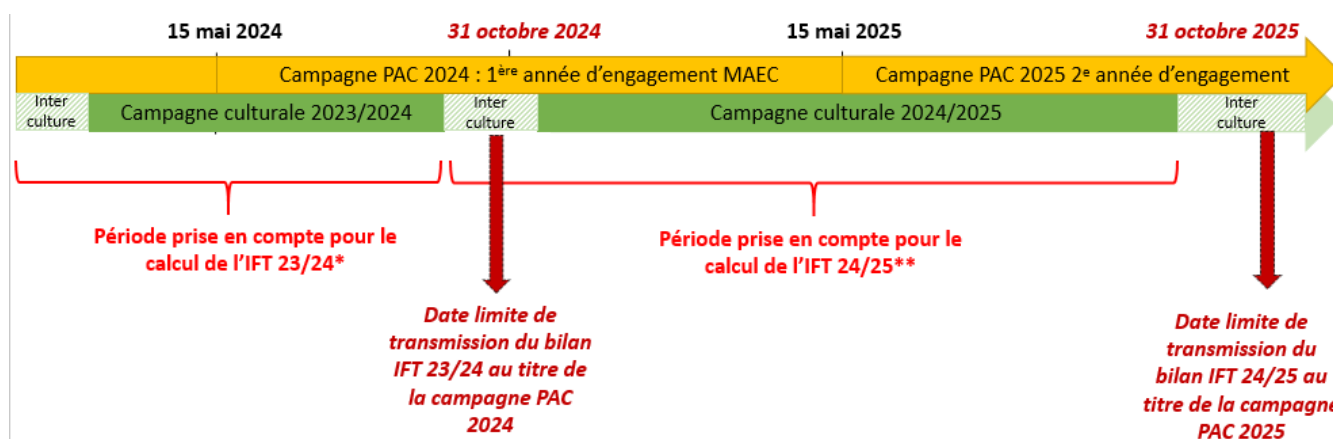 15 mai 2024
31 octobre 2024
15 mai 2025
31 octobre 2025
Campagne PAC 2024 : 1ère année d'engagement MAEC
Campagne PAC 2025 2e année d'engagement
Inter
culture
Campagne culturale 2023/2024
Inter
culture
Campagne culturale 2024/2025
Inter
culture
Période prise en compte pour le
calcul de l'IFT 23/24*
Période prise en compte pour le
calcul de l'IFT 24/25**
Date limite de
transmission du bilan
IFT 23/24 au titre de
la campagne PAC
2024
Date limite de
transmission du
bilan IFT 24/25 au
titre de la campagne
PAC 2025